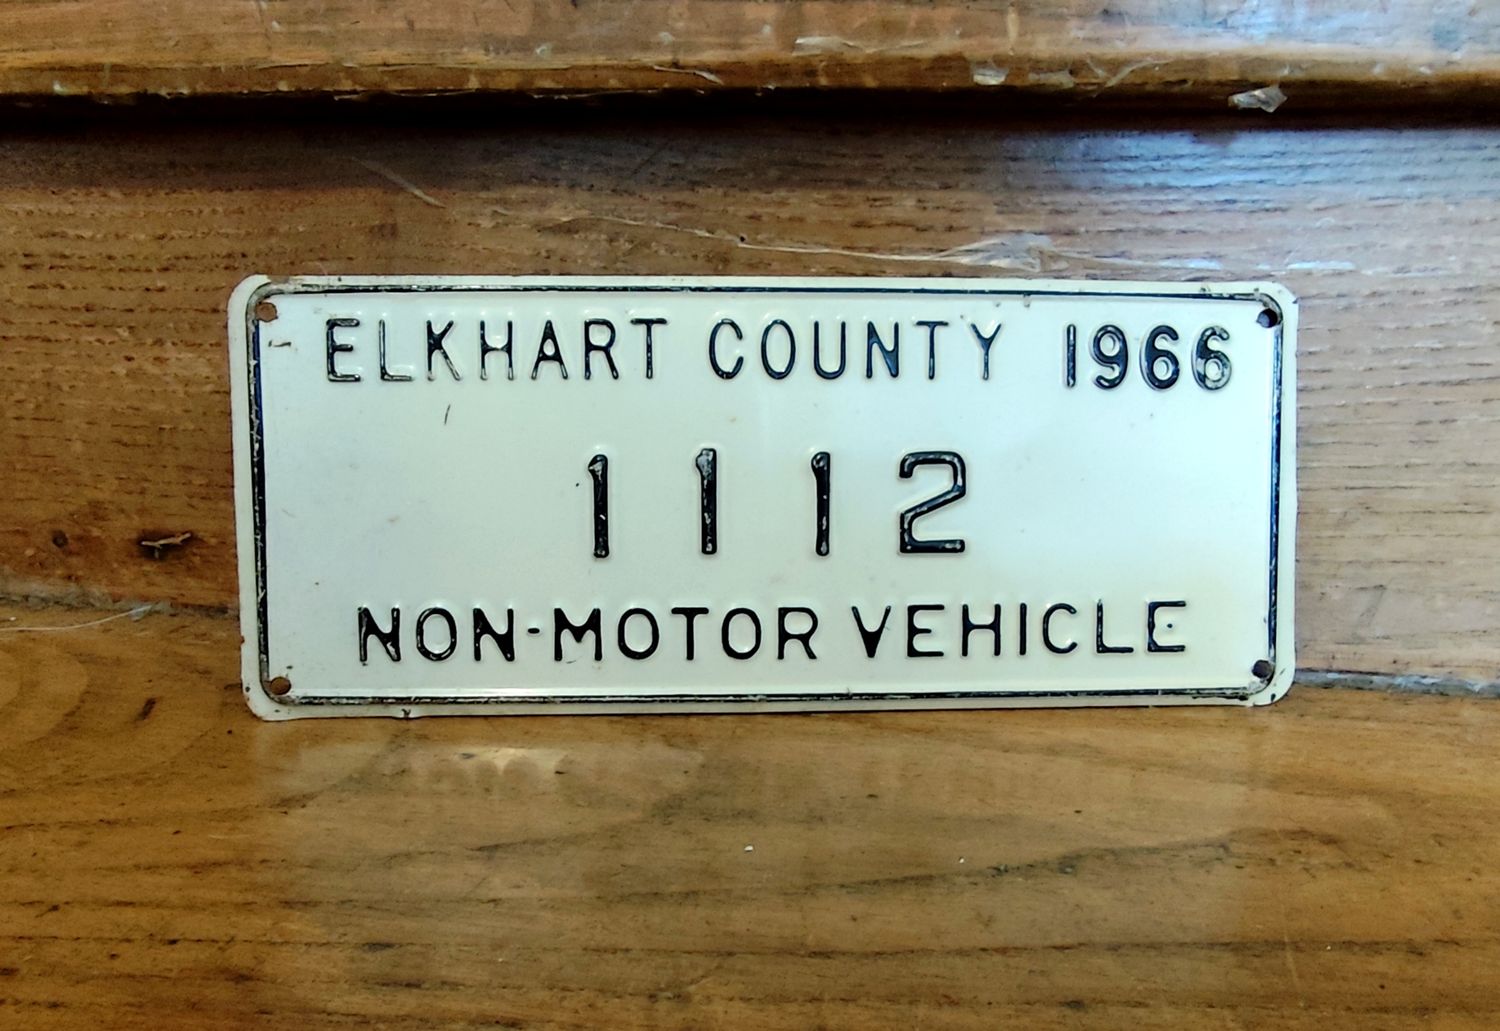 ELKHART COUNTY 1966
1112
NON-MOTOR VEHICLE